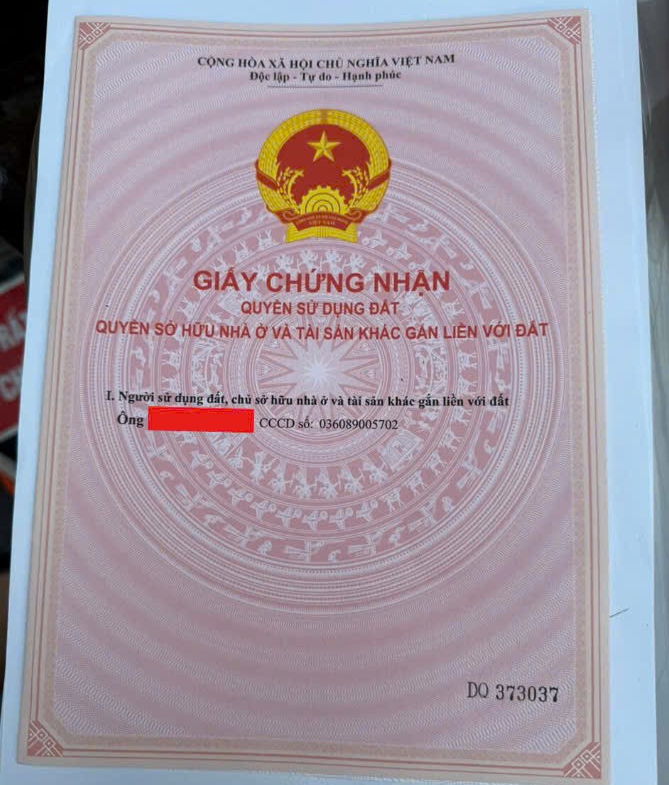 CỘNG HÒA XÃ HỘI CHỦ NGHĨA VIỆT NAM
Độc lập - Tự do - Hạnh phúc
VIỆT NAM
GIẤY CHỨNG NHẬN
QUYỀN SỬ DỤNG ĐẤT
QUYỀN SỞ HỮU NHÀ Ở VÀ TÀI SẢN KHÁC GẮN LIỀN VỚI ĐẤT
I. Người sử dụng đất, chủ sở hữu nhà ở và tài sản khác gắn liền với đất
Ông CCCD số: 036089005702
DQ 373037